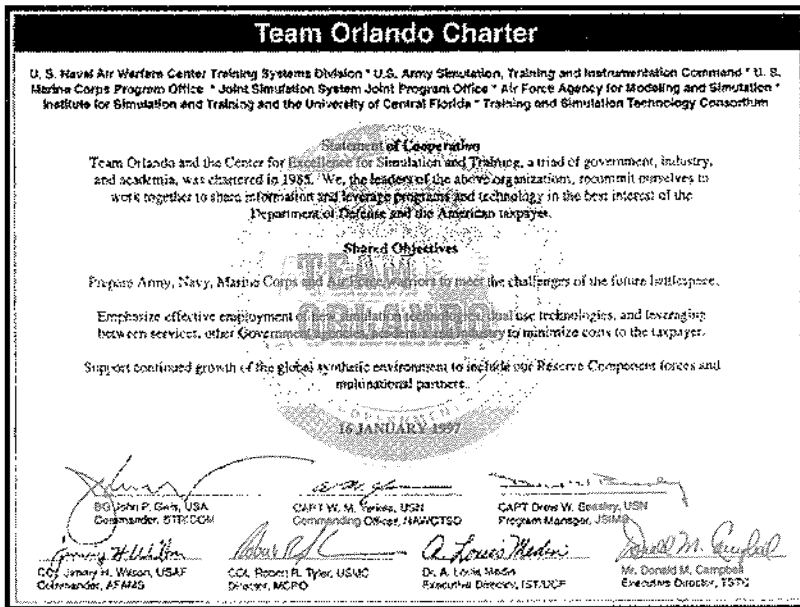 Team Orlando Charter
U. S. Naval Air Warfare Center Training Systems Division * U.S. Army Simulation, Training and Instrumentation Command * U. S.
Marine Corps Program Office * Joint Simulation System Joint Program Office * Air Force Agency for Modeling and Simulation *
Institute for Simulation and Training and the University of Central Florida * Training and Simulation Technology Consortium
Statement of Cooperation
Team Orlando and the Center for Excellence for Simulation and Training, a triad of government, industry,
and academia, was chartered in 1985. We, the leaders of the above organizations, recommit ourselves to
work together to share information and leverage programs and technology in the best interest of the
Department of Defense and the American taxpayer.
Shared Objectives
Prepare Army, Navy, Marine Corps and Air Force warriors to meet the challenges of the future battlespace.
TEAM
ORLANDO
Emphasize effective employment of new simulation technologies, dual use technologies, and leveraging
between services, other Government agencies, academia and industry to minimize costs to the taxpayer.
Support continued growth of the global synthetic environment to include our Reserve Component forces and
multinational partners.
GOVERNMENT
16 JANUARY 1997
BG John P. Geis, USA
Commander, STRICOM
CAPT W. M. Yerkes, USN
Commanding Officer, NAWCTSD
CAPT Drew W. Beasley, USN
Program Manager, JSIMS
Jimmy H. Wilson
A. Louis Medin
Donald M. Campbell
COL Jimmy H. Wilson, USAF
Commander, AFAMS
COL Robert R. Tyler, USMC
Director, MCPO
Dr. A. Louis Medin
Executive Director, IST/UCF
Mr. Donald M. Campbell
Executive Director, TSTC